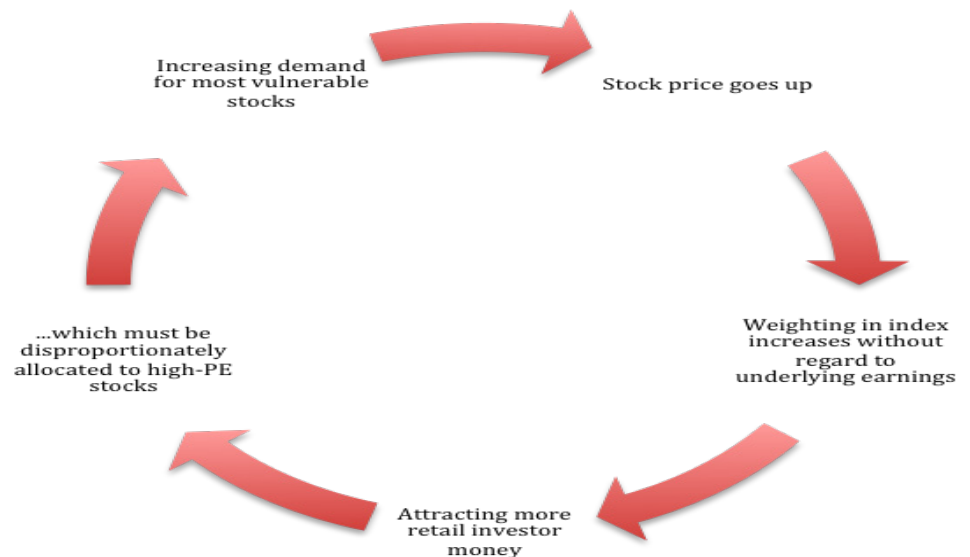 Increasing demand
for most vulnerable
stocks
Stock price goes up
Weighting in index
increases without
regard to
underlying earnings
Attracting more
retail investor
money
...which must be
disproportionately
allocated to high-PE
stocks